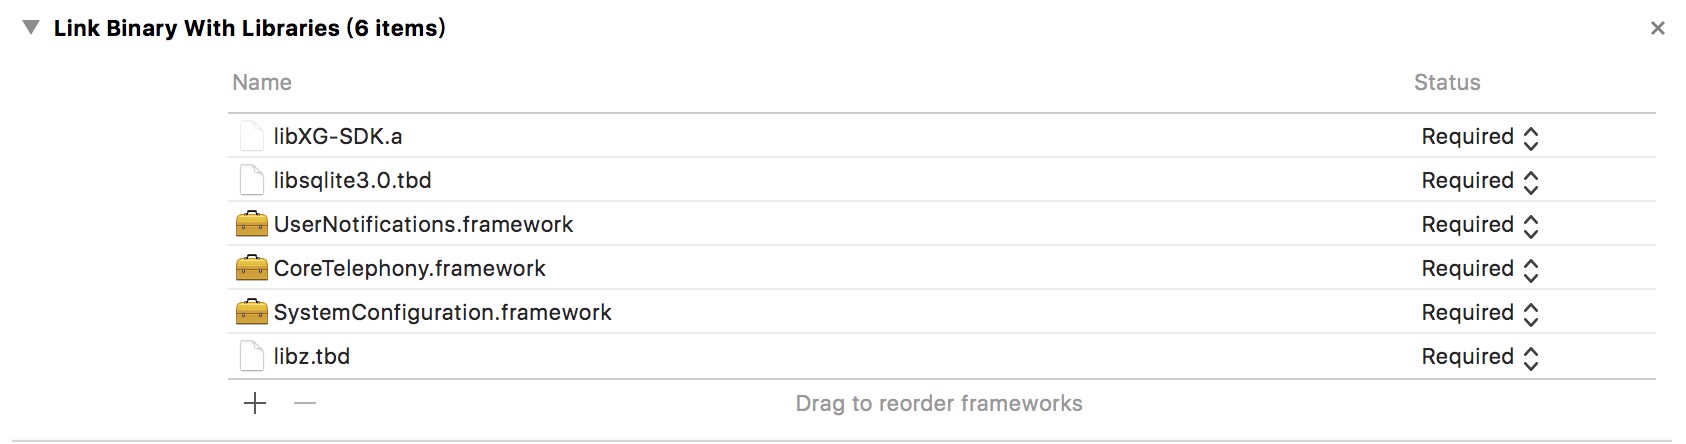 Link Binary With Libraries (6 items)
Name Status
libXG-SDK.a Required
libsqlite3.0.tbd Required
UserNotifications.framework Required
CoreTelephony.framework Required
SystemConfiguration.framework Required
libz.tbd Required
Drag to reorder frameworks